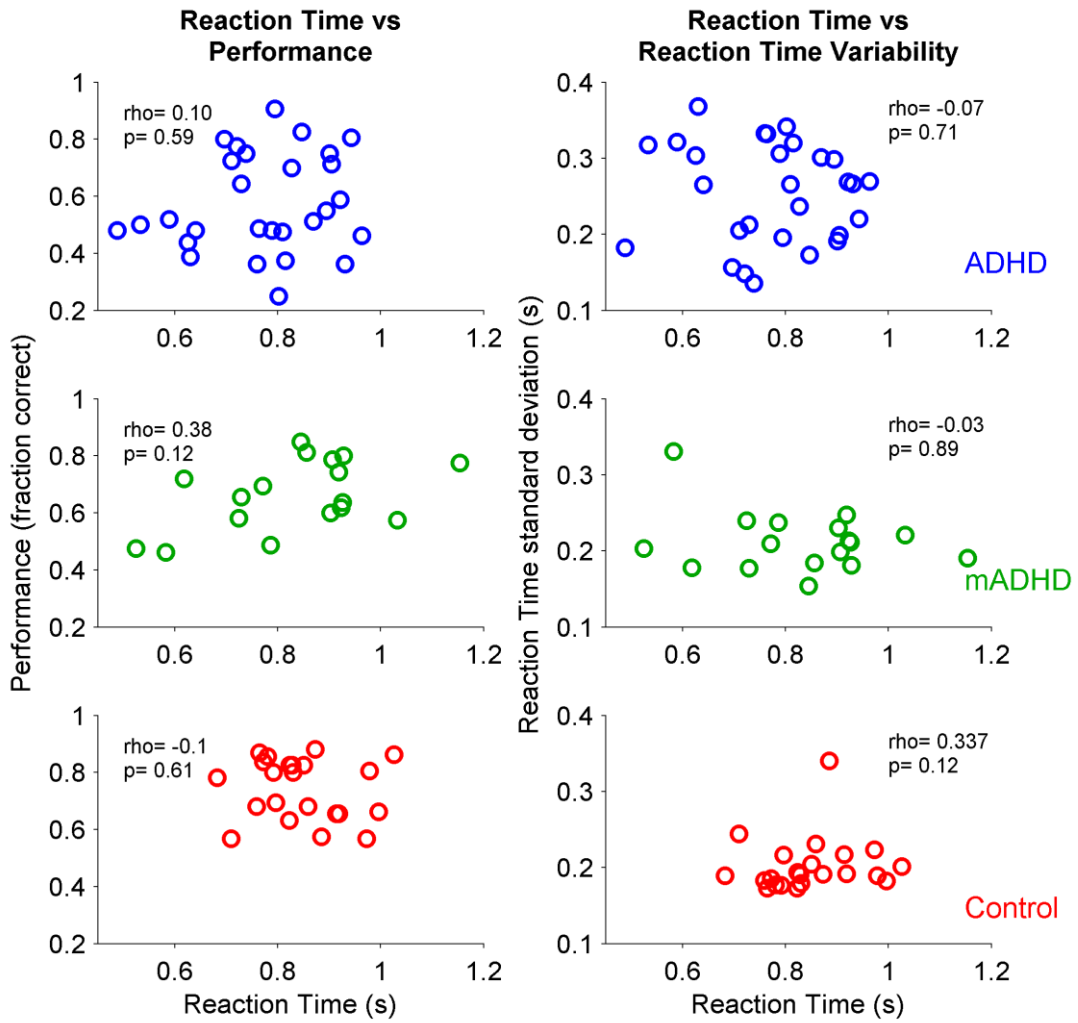 Reaction Time vs
Performance
Reaction Time vs
Reaction Time Variability
1
0.8
0.6
0.4
0.2
rho= 0.10
p= 0.59
0.6
0.8
1
1.2
0.4
0.3
0.2
0.1
rho= -0.07
p= 0.71
ADHD
0.6
0.8
1
1.2
Performance (fraction correct)
1
0.8
0.6
0.4
0.2
rho= 0.38
p= 0.12
0.6
0.8
1
1.2
Reaction Time standard deviation (s)
0.4
0.3
0.2
0.1
rho= -0.03
p= 0.89
mADHD
0.6
0.8
1
1.2
1
0.8
0.6
0.4
0.2
rho= -0.1
p= 0.61
0.6
0.8
1
1.2
Reaction Time (s)
0.4
0.3
0.2
0.1
rho= 0.337
p= 0.12
Control
0.6
0.8
1
1.2
Reaction Time (s)